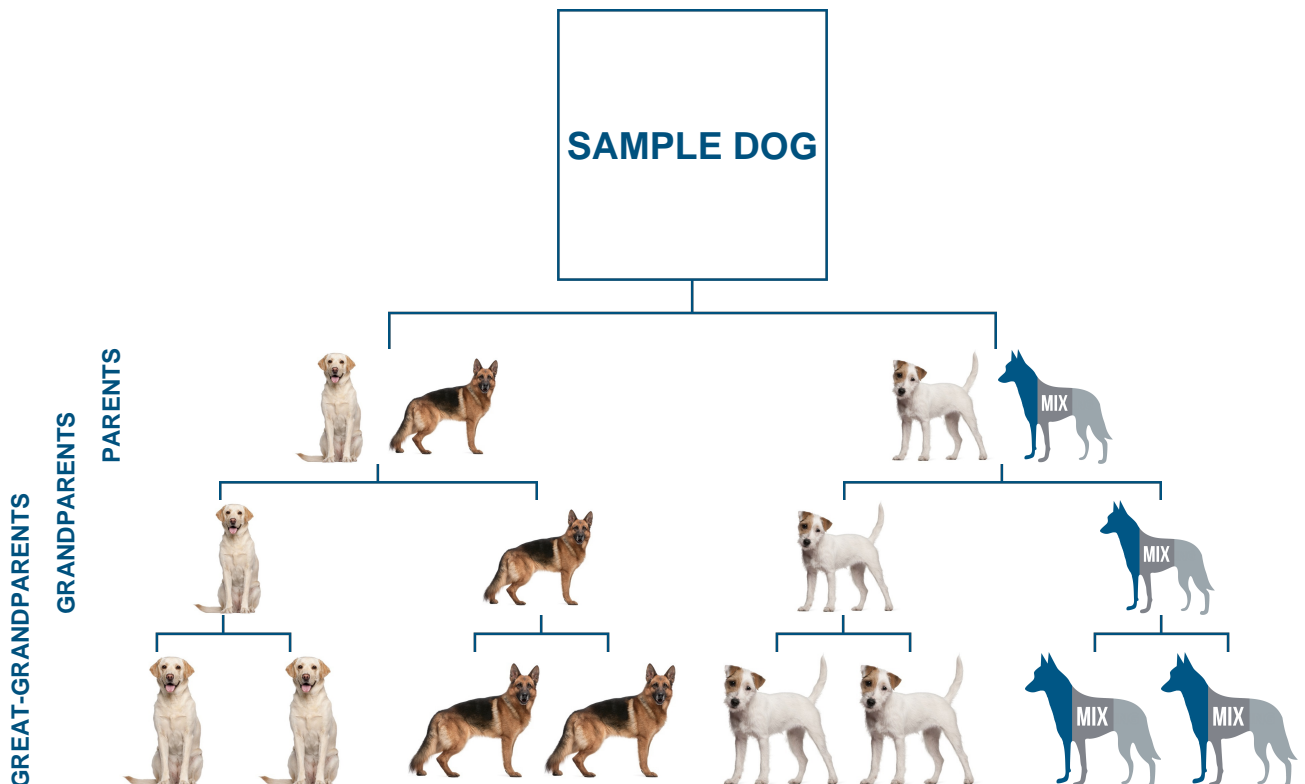 SAMPLE DOG
PARENTS
MIX
GRANDPARENTS
MIX
GREAT-GRANDPARENTS
MIX
MIX